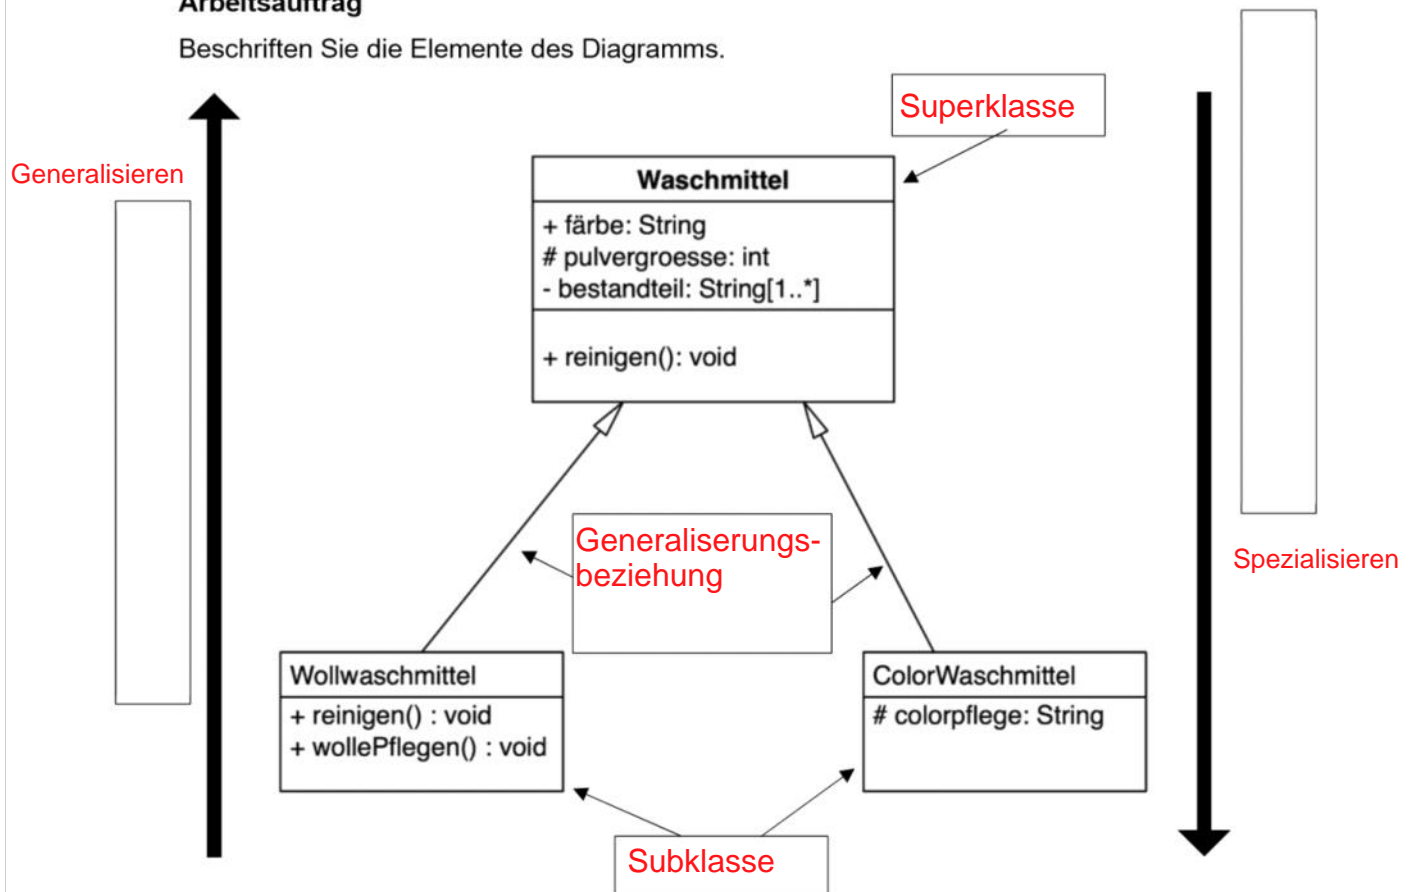 Arbeitsauftrag
Beschriften Sie die Elemente des Diagramms.
Superklasse
Generalisieren
Waschmittel
+ färbe: String
# pulvergroesse: int
- bestandteil: String[1..*]
+ reinigen(): void
Generaliserungs-
beziehung
Spezialisieren
Wollwaschmittel
+ reinigen() : void
+ wollePflegen() : void
ColorWaschmittel
# colorpflege: String
Subklasse